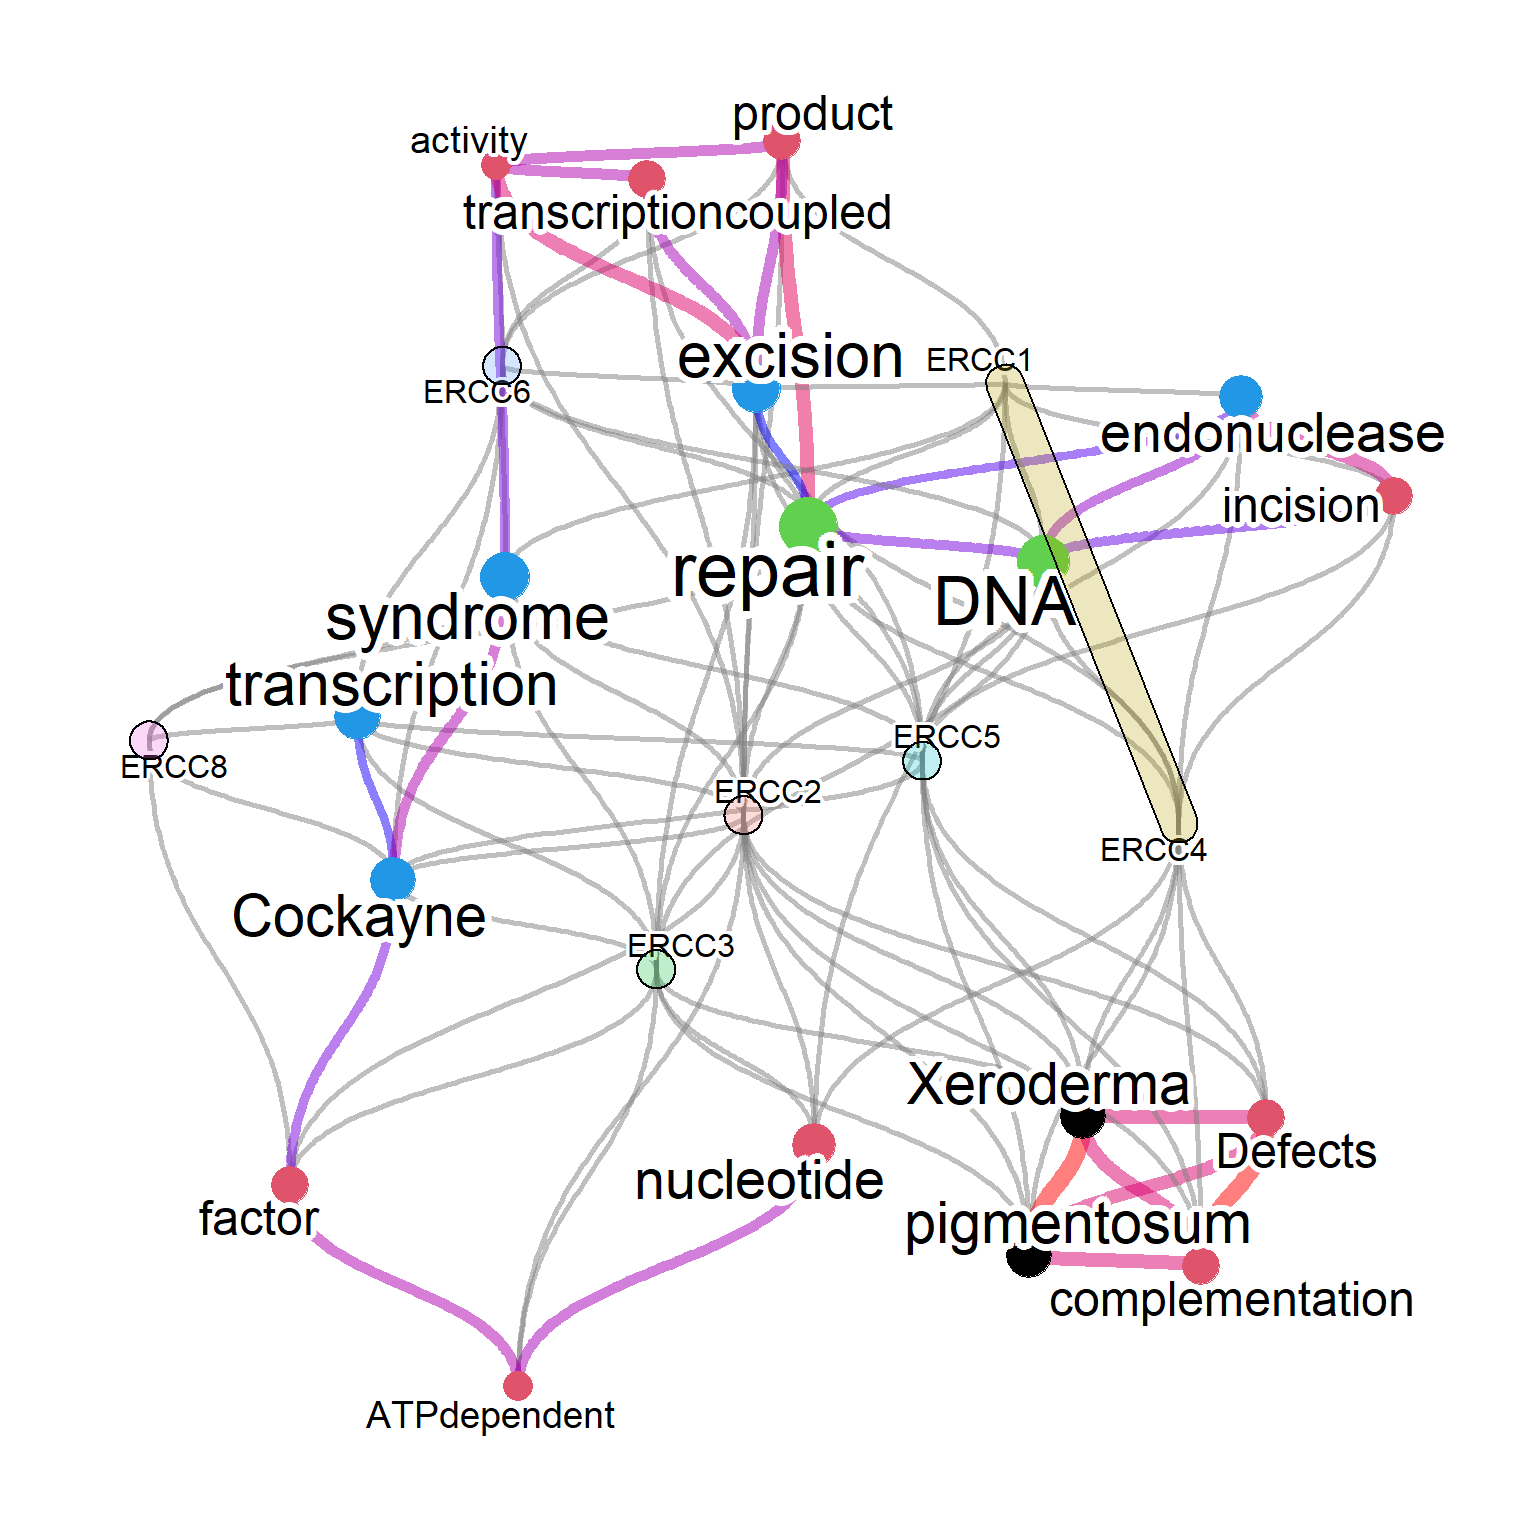 product
activity
transcriptioncoupled
excision
ERCC1
ERCC6
endonuclease
incision
repair
DNA
syndrome
transcription
ERCC5
ERCC8
ERCC2
ERCC4
Cockayne
ERCC3
Xeroderma
Defects
nucleotide
factor
pigmentosum
complementation
ATPdependent